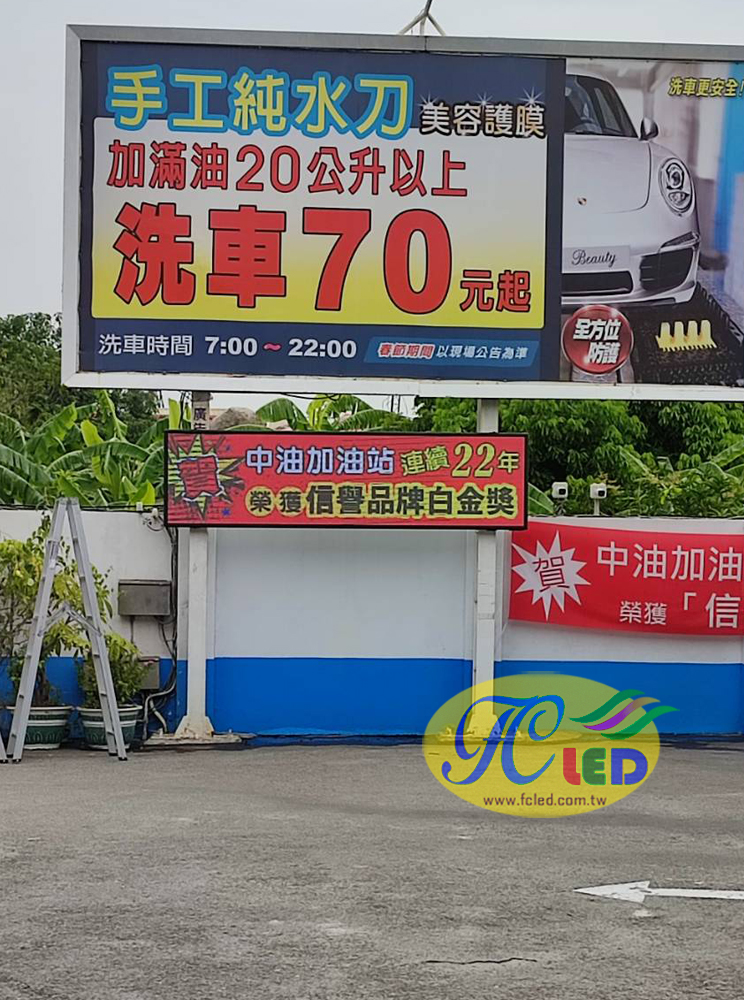 手工純水刀 美容護膜
洗車更安全!
加滿油20公升以上
洗車70元起
Beauty
全方位
防護
洗車時間 7:00 ~ 22:00 春節期間 以現場公告為準
廣告
賀 中油加油站 連續22年
榮獲 信譽品牌白金獎
賀 中油加油
榮獲「信
FC LED
www.fcled.com.tw